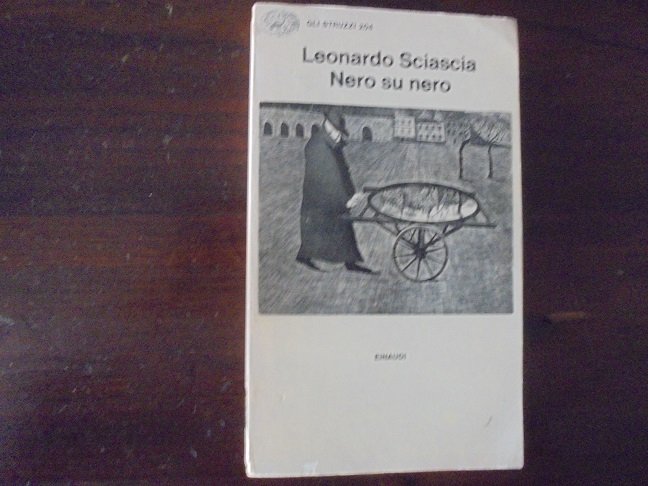 GLI STRUZZI 204
Leonardo Sciascia
Nero su nero
EINAUDI